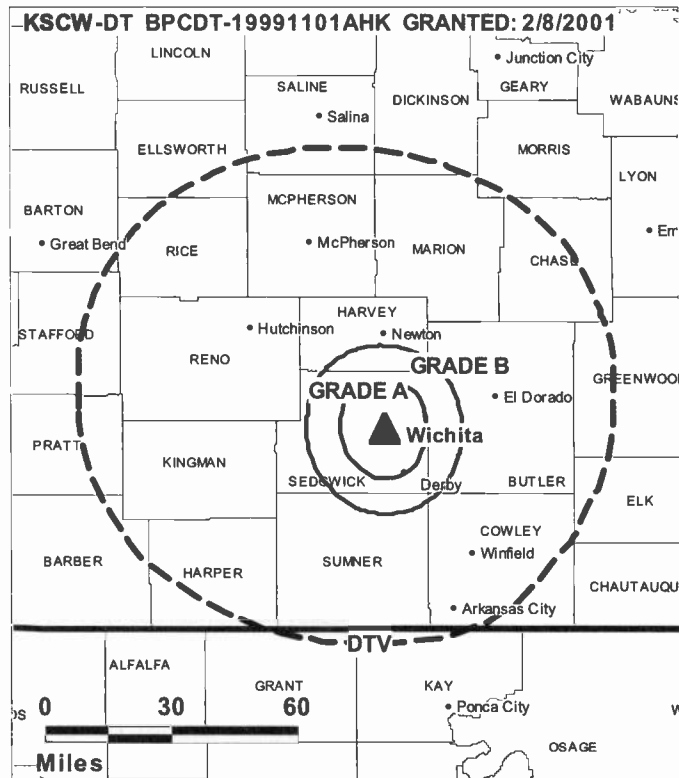 KSCW-DT BPCDT-19991101AHK GRANTED: 2/8/2001
LINCOLN
Junction City
RUSSELL
SALINE
GEARY
DICKINSON
WABAUNS
Salina
ELLSWORTH
MORRIS
LYON
MCPHERSON
BARTON
Great Bend
RICE
McPherson
MARION
CHASE
Em
HARVEY
STAFFORD
Hutchinson
Newton
RENO
GRADE B
GREENWOO
GRADE A
El Dorado
Wichita
PRATT
KINGMAN
SEDGWICK
Derby
BUTLER
ELK
COWLEY
BARBER
HARPER
SUMNER
Winfield
CHAUTAUQU
Arkansas City
DTV
ALFALFA
GRANT
KAY
0 30 60
Ponca City
OSAGE
Miles